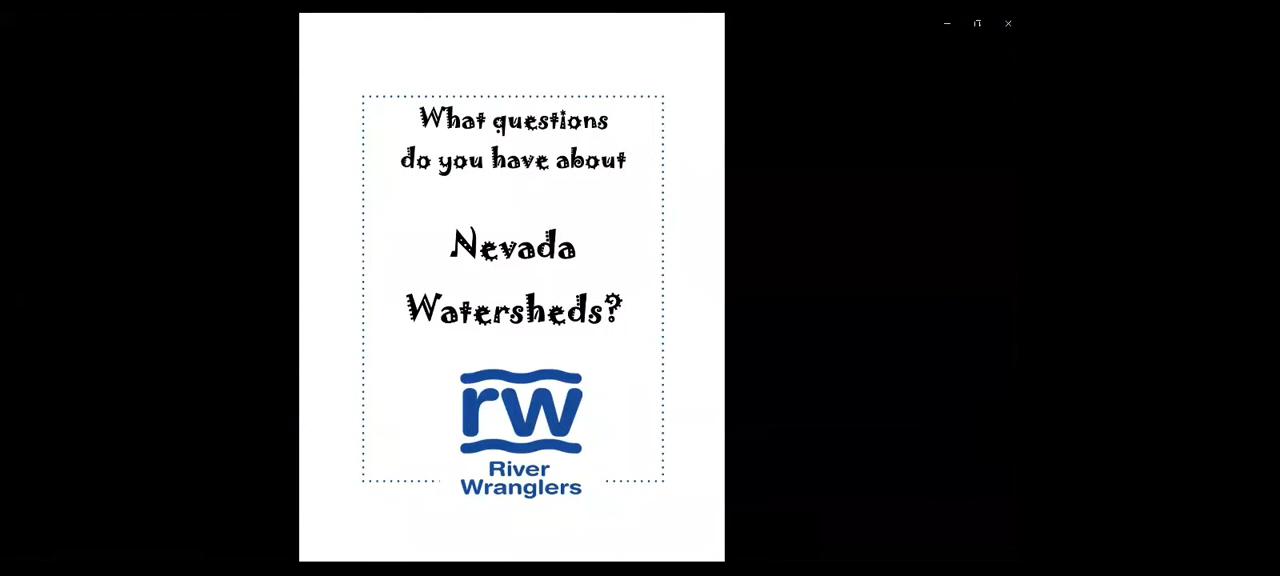 What questions
do you have about
Nevada
Watersheds?
rw
River
Wranglers